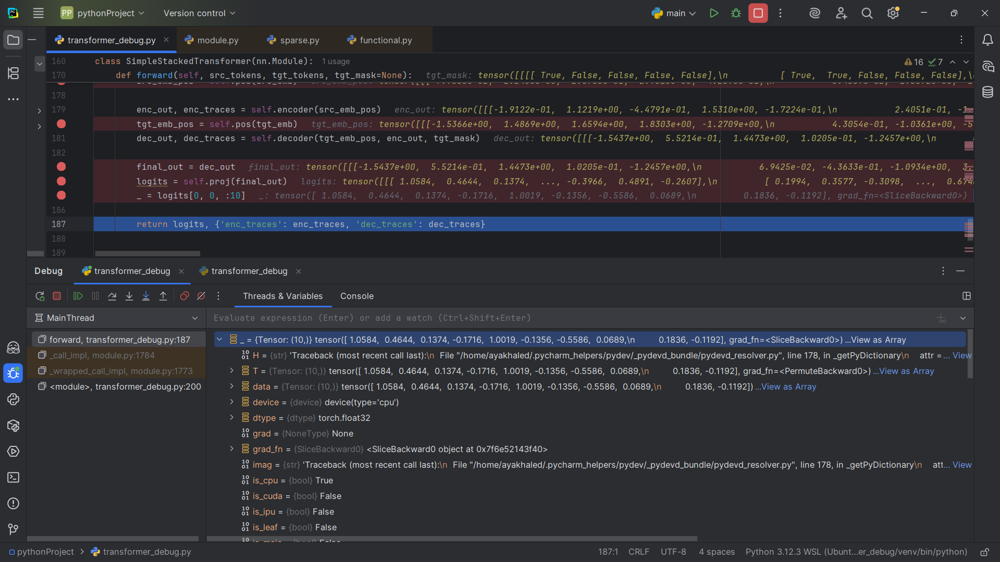 PP pythonProject
Version control
main
transformer_debug.py
module.py
sparse.py
functional.py
160 class SimpleStackedTransformer(nn.Module): 1 usage
16 7
170 def forward(self, src_tokens, tgt_tokens, tgt_mask=None): tgt_mask: tensor([[[[ True, False, False, False, False],\n [ True, True, False, False, False],\
178
179 enc_out, enc_traces = self.encoder(src_emb_pos) enc_out: tensor([[[-1.9122e-01, 1.1219e+00, -4.4791e-01, 1.5310e+00, -1.7224e-01,\n 2.4051e-01, -1
tgt_emb_pos = self.pos(tgt_emb) tgt_emb_pos: tensor([[[-1.5366e+00, 1.4869e+00, 1.6594e+00, 1.8303e+00, -1.2709e+00,\n 4.3054e-01, -1.0361e+00, -5
181 dec_out, dec_traces = self.decoder(tgt_emb_pos, enc_out, tgt_mask) dec_out: tensor([[[-1.5437e+00, 5.5214e-01, 1.4473e+00, 1.0205e-01, -1.2457e+00,\n
182
final_out = dec_out final_out: tensor([[[-1.5437e+00, 5.5214e-01, 1.4473e+00, 1.0205e-01, -1.2457e+00,\n 6.9425e-02, -4.3633e-01, -1.0934e+00, 3.
logits = self.proj(final_out) logits: tensor([[[ 1.0584, 0.4644, 0.1374, ..., -0.3966, 0.4891, -0.2607],\n [ 0.1994, 0.3577, -0.3098, ..., 0.674
_ = logits[0, 0, :10] _: tensor([ 1.0584, 0.4644, 0.1374, -0.1716, 1.0019, -0.1356, -0.5586, 0.0689,\n 0.1836, -0.1192], grad_fn=<SliceBackward0>)
186
187 return logits, {'enc_traces': enc_traces, 'dec_traces': dec_traces}
188
189
Debug
transformer_debug
transformer_debug
Threads & Variables
Console
MainThread
Evaluate expression (Enter) or add a watch (Ctrl+Shift+Enter)
forward, transformer_debug.py:187
_call_impl, module.py:1784
_wrapped_call_impl, module.py:1773
<module>, transformer_debug.py:200
_ = {Tensor: (10,)} tensor([ 1.0584, 0.4644, 0.1374, -0.1716, 1.0019, -0.1356, -0.5586, 0.0689,\n 0.1836, -0.1192], grad_fn=<SliceBackward0>) ...View as Array
H = {str} 'Traceback (most recent call last):\n File "/home/ayakhaled/.pycharm_helpers/pydev/_pydevd_bundle/pydevd_resolver.py", line 178, in _getPyDictionary\n attr =... View
T = {Tensor: (10,)} tensor([ 1.0584, 0.4644, 0.1374, -0.1716, 1.0019, -0.1356, -0.5586, 0.0689,\n 0.1836, -0.1192], grad_fn=<PermuteBackward0>) ...View as Array
data = {Tensor: (10,)} tensor([ 1.0584, 0.4644, 0.1374, -0.1716, 1.0019, -0.1356, -0.5586, 0.0689,\n 0.1836, -0.1192]) ...View as Array
device = {device} device(type='cpu')
dtype = {dtype} torch.float32
grad = {NoneType} None
grad_fn = {SliceBackward0} <SliceBackward0 object at 0x7f6e52143f40>
imag = {str} 'Traceback (most recent call last):\n File "/home/ayakhaled/.pycharm_helpers/pydev/_pydevd_bundle/pydevd_resolver.py", line 178, in _getPyDictionary\n att... View
is_cpu = {bool} True
is_cuda = {bool} False
is_ipu = {bool} False
is_leaf = {bool} False
pythonProject > transformer_debug.py
187:1 CRLF UTF-8 4 spaces Python 3.12.3 WSL (Ubunt...er_debug/venv/bin/python)